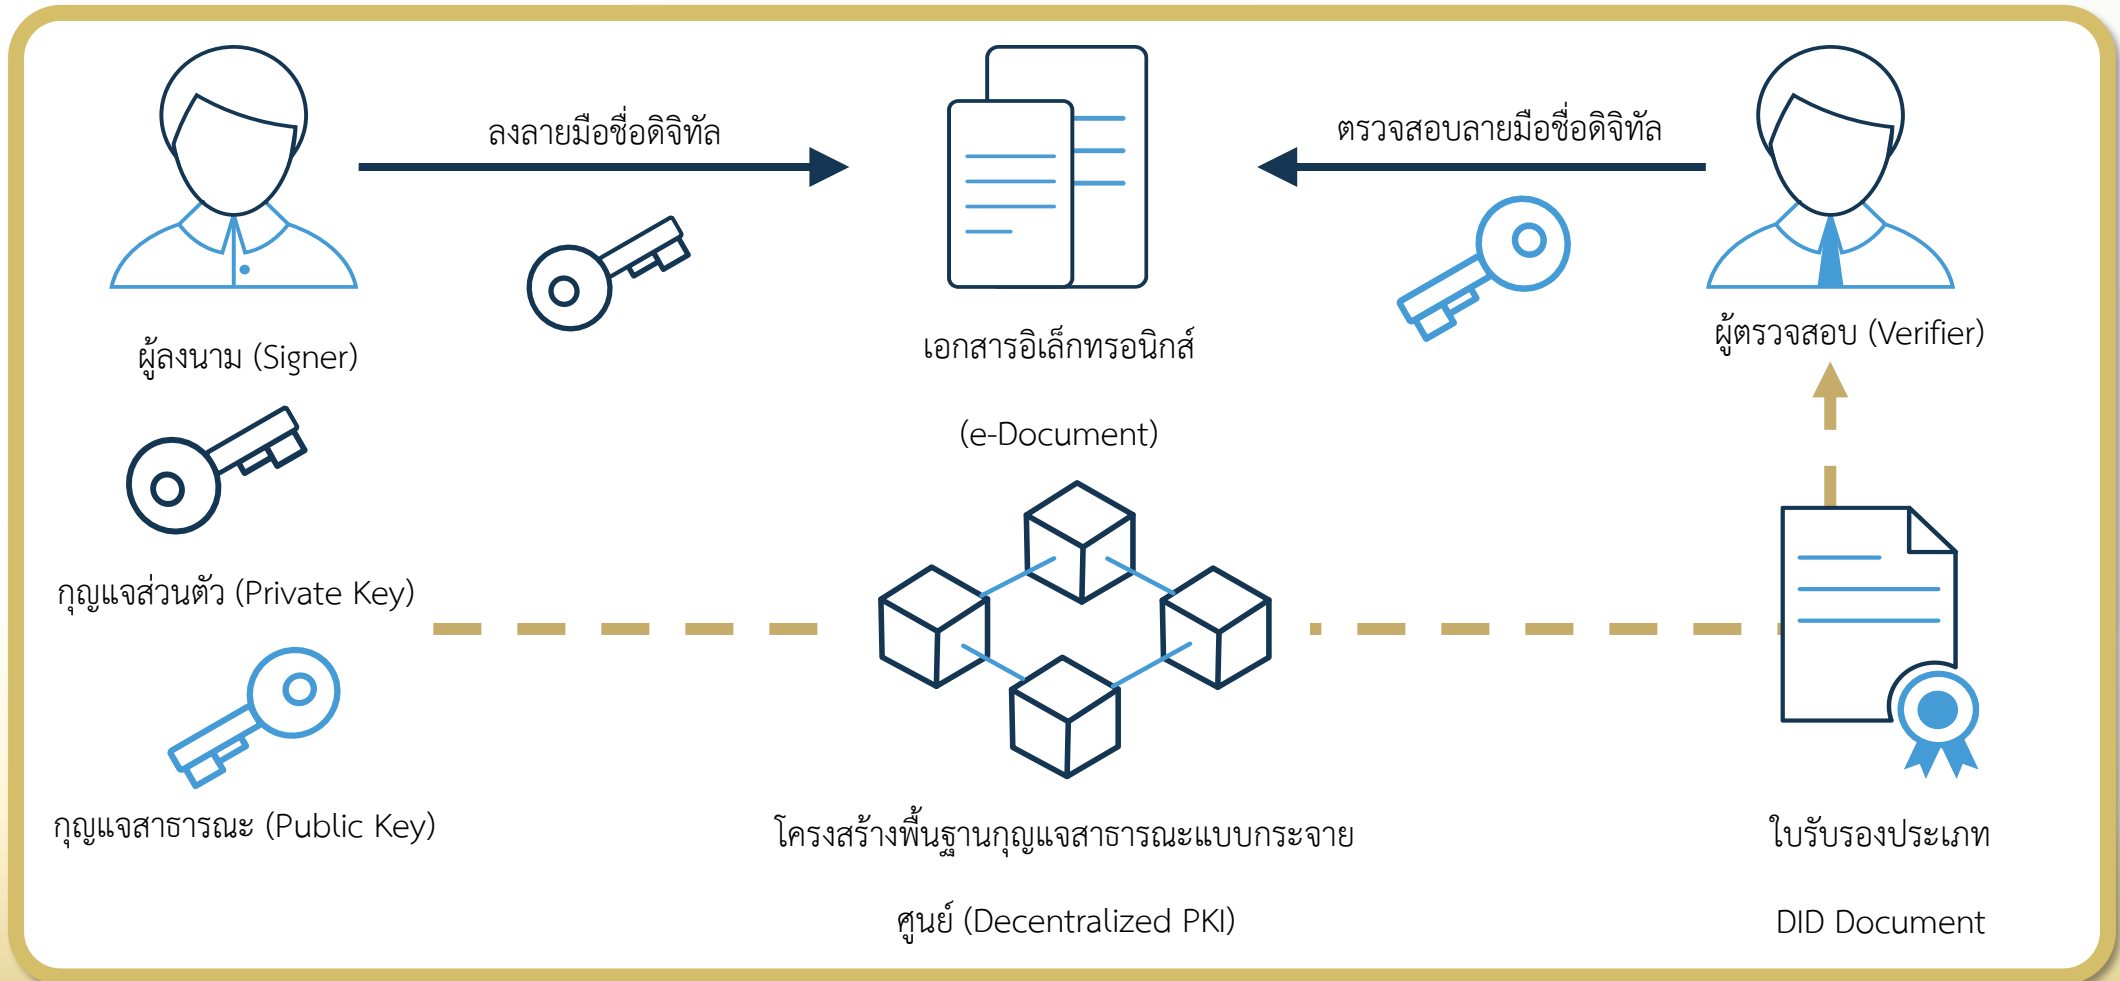 ลงลายมือชื่อดิจิทัล
ตรวจสอบลายมือชื่อดิจิทัล
ผู้ลงนาม (Signer)
เอกสารอิเล็กทรอนิกส์
(e-Document)
ผู้ตรวจสอบ (Verifier)
กุญแจส่วนตัว (Private Key)
กุญแจสาธารณะ (Public Key)
โครงสร้างพื้นฐานกุญแจสาธารณะแบบกระจาย
ศูนย์ (Decentralized PKI)
ใบรับรองประเภท
DID Document